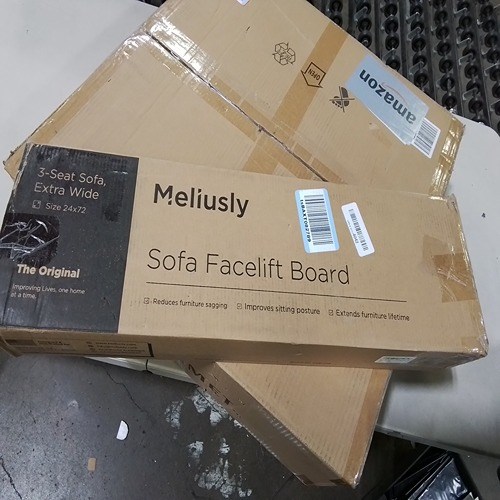 OPEN
amazon
3-Seat Sofa,
Extra Wide
Size 24x72
Meliusly
Sofa Facelift Board
The Original
Improving Lives, one home
at a time.
Reduces furniture sagging
Improves sitting posture
Extends furniture lifetime